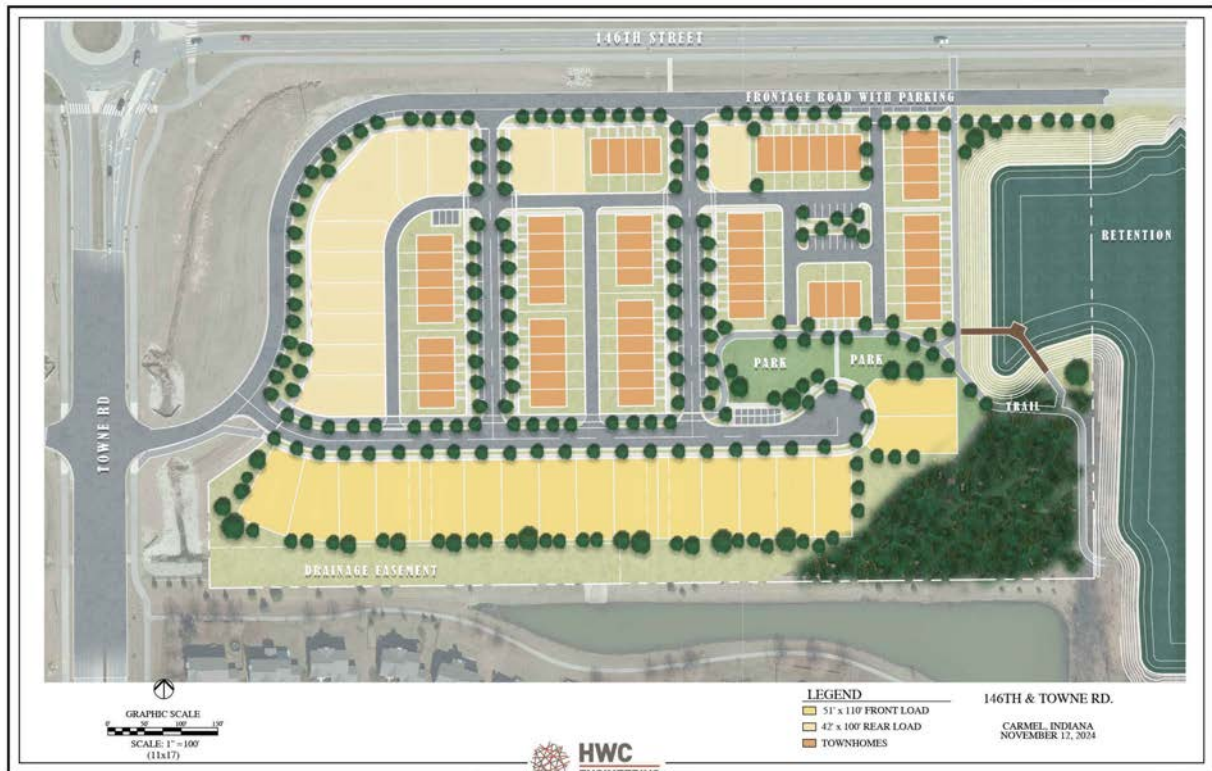 146TH STREET
FRONTAGE ROAD WITH PARKING
RETENTION
PARK
PARK
TRAIL
TOWNE RD
DRAINAGE EASEMENT
GRAPHIC SCALE
0' 50' 100' 150'
SCALE: 1" = 100'
(11x17)
LEGEND
51' x 110' FRONT LOAD
42' x 100' REAR LOAD
TOWNHOMES
146TH & TOWNE RD.
CARMEL, INDIANA
NOVEMBER 12, 2024
HWC
ENGINEERING